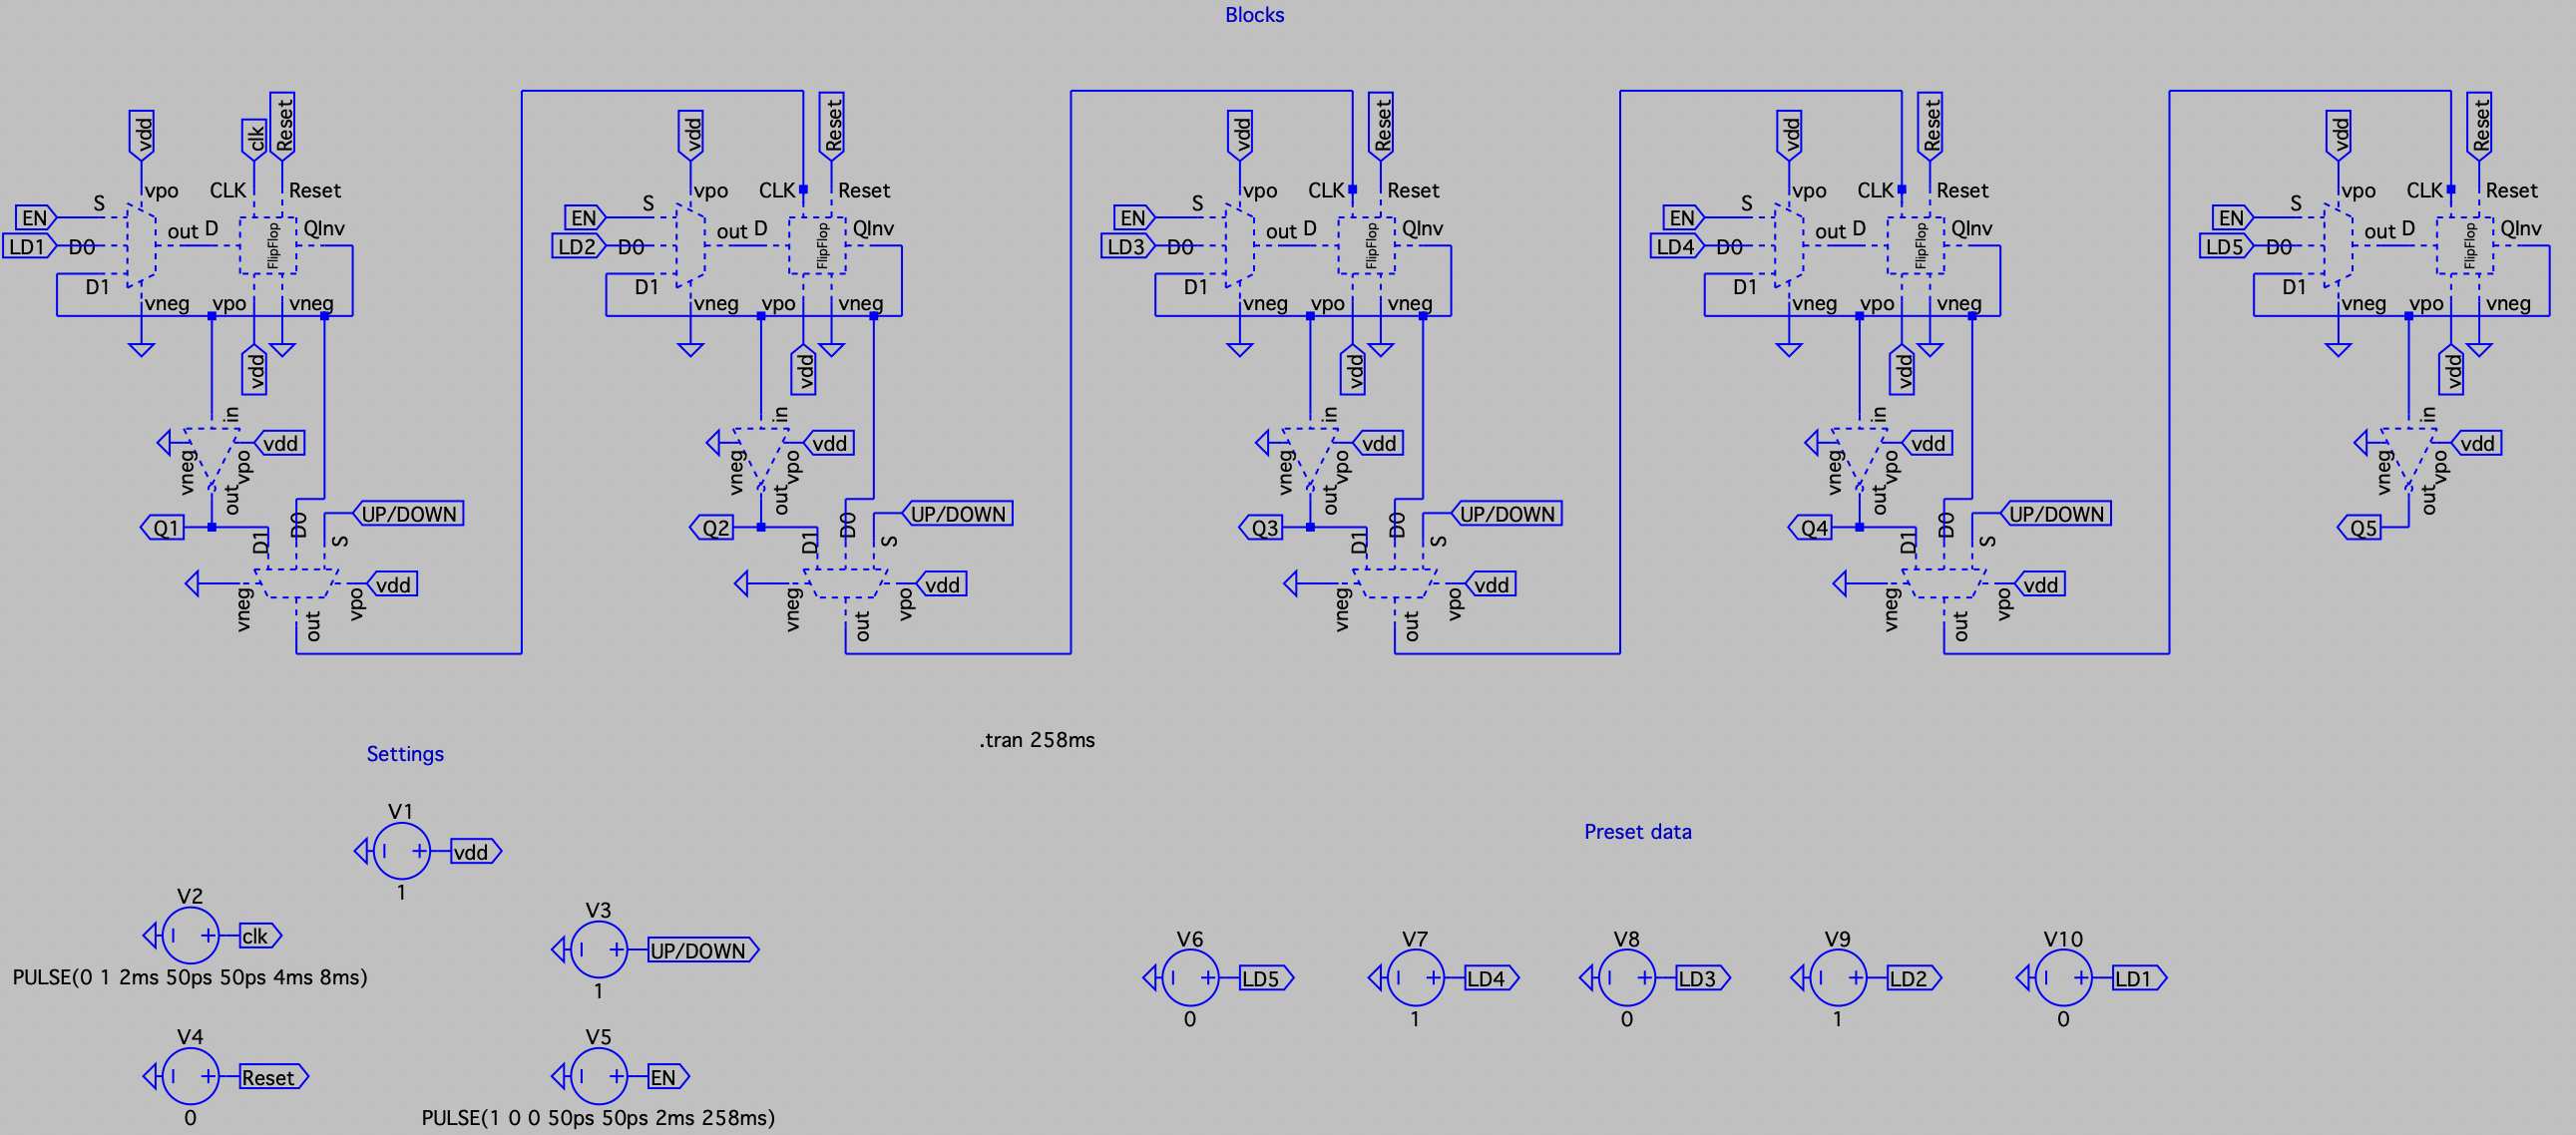 Blocks
vdd
clk
Reset
vpo
CLK
Reset
S
EN
out
D
FlipFlop
QInv
LD1
D0
D1
vneg
vpo
vneg
vdd
in
vdd
vneg
vpo
out
Q1
UP/DOWN
D1
D0
S
vdd
vneg
out
vpo
vdd
Reset
vpo
CLK
Reset
S
EN
out
D
FlipFlop
QInv
LD2
D0
D1
vneg
vpo
vneg
vdd
in
vdd
vneg
vpo
out
Q2
UP/DOWN
D1
D0
S
vdd
vneg
out
vpo
vdd
Reset
vpo
CLK
Reset
S
EN
out
D
FlipFlop
QInv
LD3
D0
D1
vneg
vpo
vneg
vdd
in
vdd
vneg
vpo
out
Q3
UP/DOWN
D1
D0
S
vdd
vneg
out
vpo
vdd
Reset
vpo
CLK
Reset
S
EN
out
D
FlipFlop
QInv
LD4
D0
D1
vneg
vpo
vneg
vdd
in
vdd
vneg
vpo
out
Q4
UP/DOWN
D1
D0
S
vdd
vneg
out
vpo
vdd
Reset
vpo
CLK
Reset
S
EN
out
D
FlipFlop
QInv
LD5
D0
D1
vneg
vpo
vneg
vdd
in
vdd
vneg
vpo
out
Q5
.tran 258ms
Settings
V1
vdd
1
V2
clk
PULSE(0 1 2ms 50ps 50ps 4ms 8ms)
V3
UP/DOWN
1
V4
Reset
0
V5
EN
PULSE(1 0 0 50ps 50ps 2ms 258ms)
Preset data
V6
LD5
0
V7
LD4
1
V8
LD3
0
V9
LD2
1
V10
LD1
0